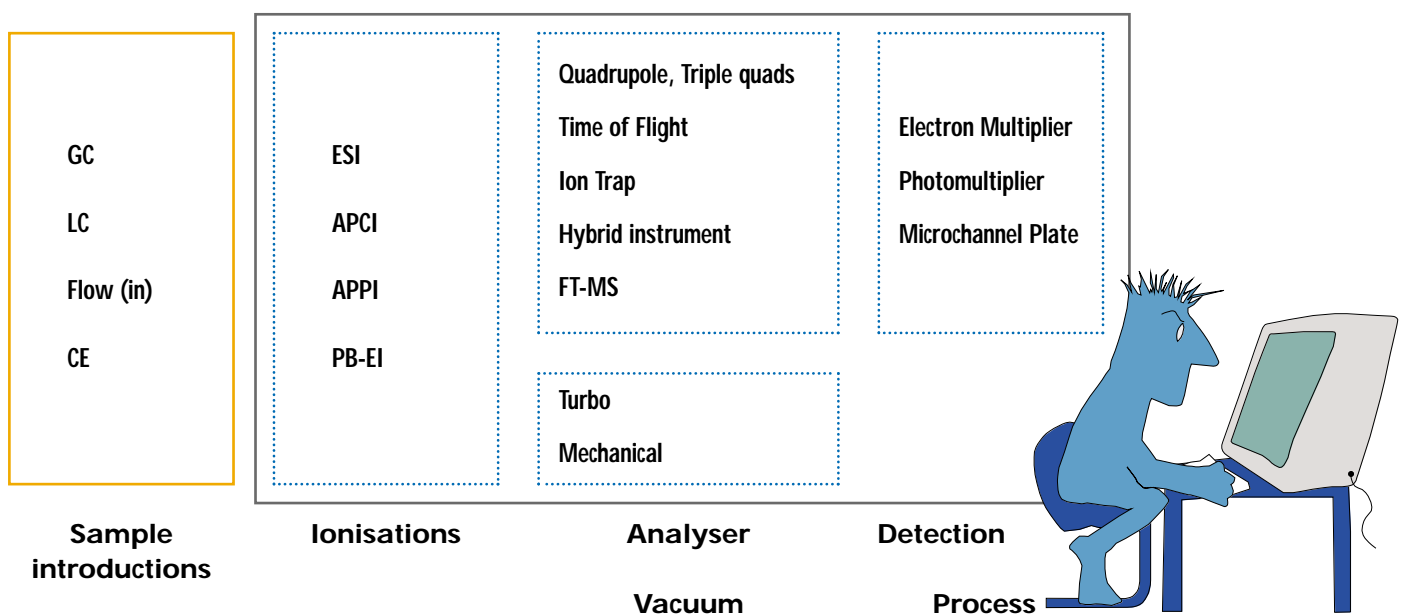 GC
LC
Flow (in)
CE
ESI
APCI
APPI
PB-EI
Quadrupole, Triple quads
Time of Flight
Ion Trap
Hybrid instrument
FT-MS
Turbo
Mechanical
Electron Multiplier
Photomultiplier
Microchannel Plate
Sample
introductions
Ionisations
Analyser
Detection
Vacuum
Process